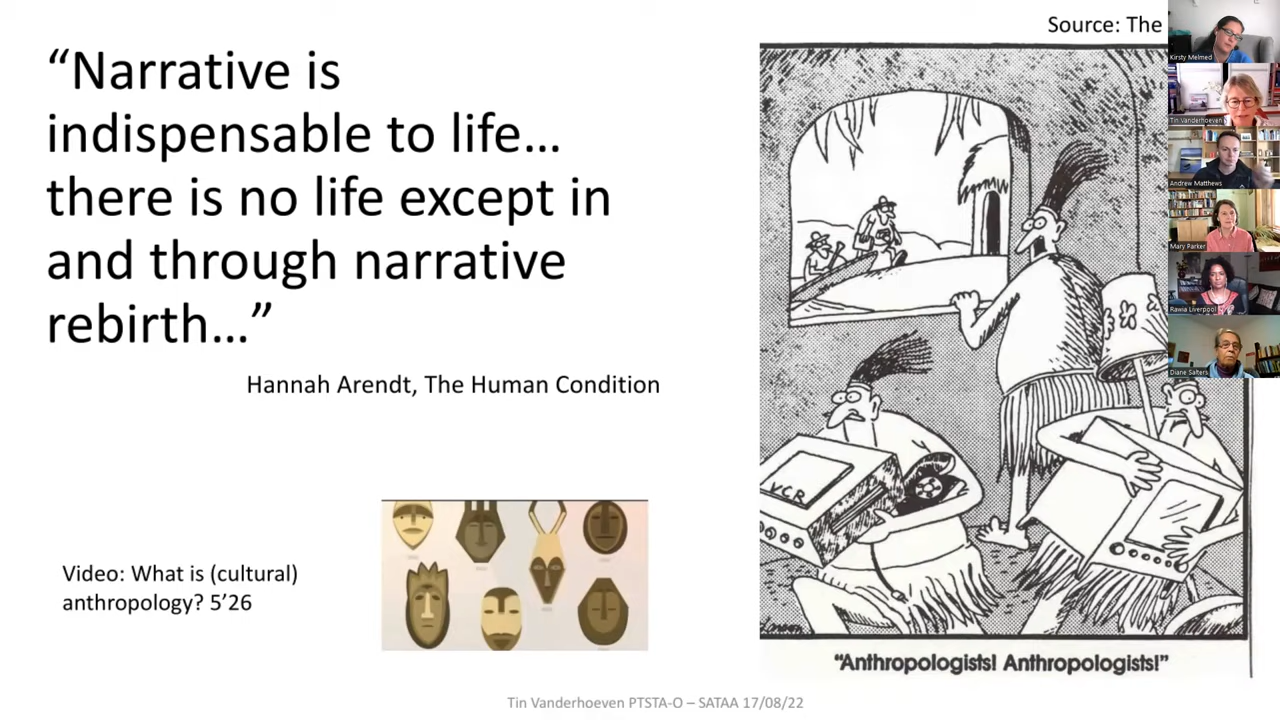 “Narrative is
indispensable to life…
there is no life except in
and through narrative
rebirth…”
Hannah Arendt, The Human Condition
Video: What is (cultural)
anthropology? 5’26
Source: The
VCR
Larson
“Anthropologists! Anthropologists!”
Tin Vanderhoeven PTSTA-O – SATAA 17/08/22
Kirsty Melmed
Tin Vanderhoeven
Andrew Matthews
Mary Parker
Rawia Liverpool
Diane Salters